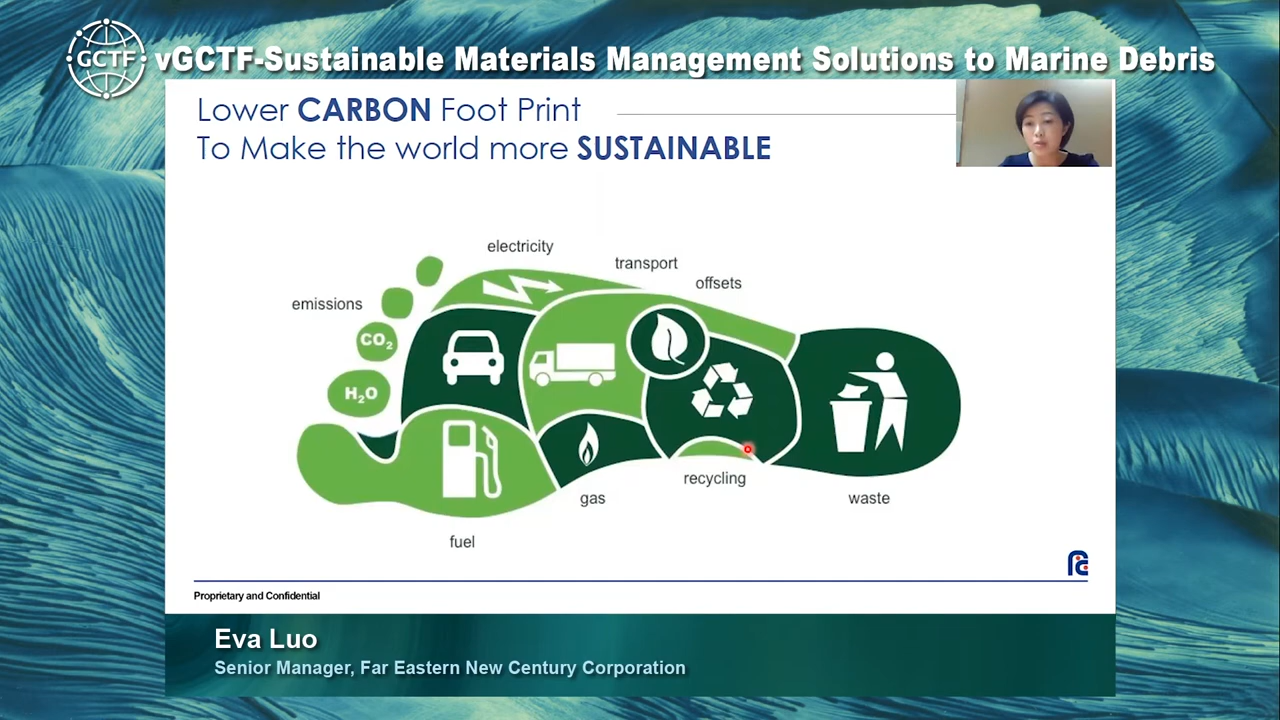 GCTF
vGCTF-Sustainable Materials Management Solutions to Marine Debris
Lower CARBON Foot Print
To Make the world more SUSTAINABLE
electricity
transport
offsets
emissions
CO₂
H₂O
recycling
gas
waste
fuel
Proprietary and Confidential
Eva Luo
Senior Manager, Far Eastern New Century Corporation